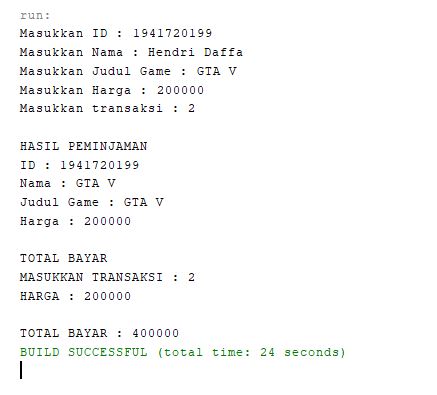 run:
Masukkan ID : 1941720199
Masukkan Nama : Hendri Daffa
Masukkan Judul Game : GTA V
Masukkan Harga : 200000
Masukkan transaksi : 2
HASIL PEMINJAMAN
ID : 1941720199
Nama : GTA V
Judul Game : GTA V
Harga : 200000
TOTAL BAYAR
MASUKKAN TRANSAKSI : 2
HARGA : 200000
TOTAL BAYAR : 400000
BUILD SUCCESSFUL (total time: 24 seconds)